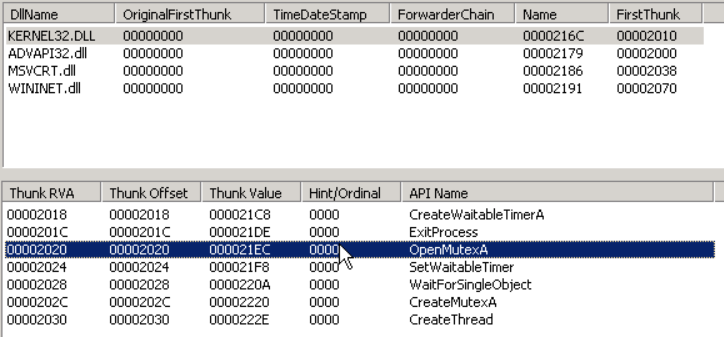 DllName OriginalFirstThunk TimeDateStamp ForwarderChain Name FirstThunk
KERNEL32.DLL 00000000 00000000 00000000 0000216C 00002010
ADVAPI32.dll 00000000 00000000 00000000 00002179 00002000
MSVCRT.dll 00000000 00000000 00000000 00002186 00002038
WININET.dll 00000000 00000000 00000000 00002191 00002070
Thunk RVA Thunk Offset Thunk Value Hint/Ordinal API Name
00002018 00002018 000021C8 0000 CreateWaitableTimerA
0000201C 0000201C 000021DE 0000 ExitProcess
00002020 00002020 000021EC 0000 OpenMutexA
00002024 00002024 000021F8 0000 SetWaitableTimer
00002028 00002028 0000220A 0000 WaitForSingleObject
0000202C 0000202C 00002220 0000 CreateMutexA
00002030 00002030 0000222E 0000 CreateThread